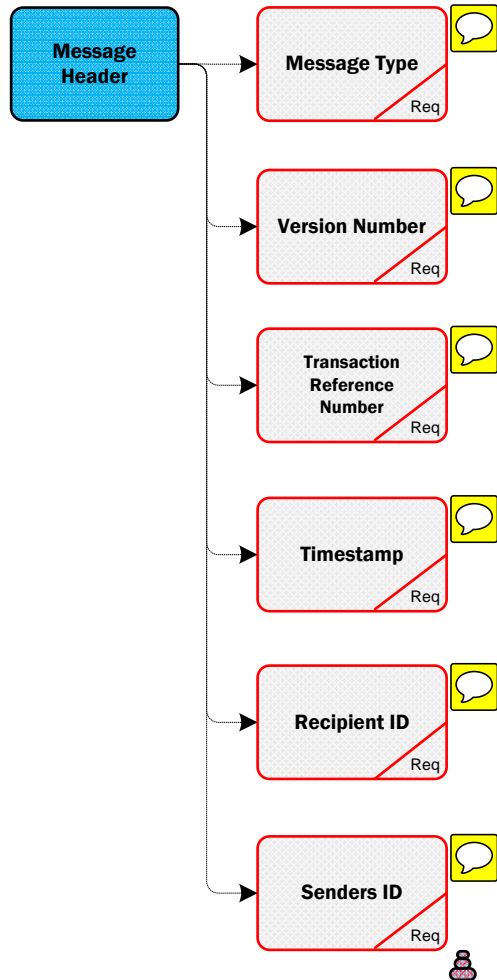 Message
Header
Message Type
Req
Version Number
Req
Transaction
Reference
Number
Req
Timestamp
Req
Recipient ID
Req
Senders ID
Req